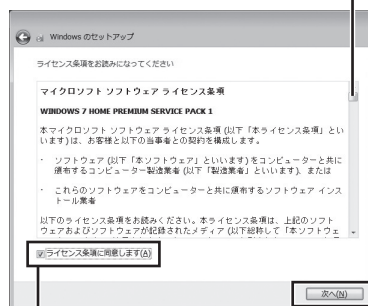 Windows のセットアップ
ライセンス条項をお読みになってください
マイクロソフト ソフトウェア ライセンス条項
WINDOWS 7 HOME PREMIUM SERVICE PACK 1
本マイクロソフト ソフトウェア ライセンス条項 (以下「本ライセンス条項」とい
います) は、お客様と以下の当事者との契約を構成します。
- ソフトウェア (以下「本ソフトウェア」といいます) をコンピューターと共に
頒布するコンピューター製造業者 (以下「製造業者」といいます)、または
- これらのソフトウェアをコンピューターと共に頒布するソフトウェア インス
トール業者
以下のライセンス条項をお読みください。本ライセンス条項は、上記のソフト
ウェアおよびソフトウェアが記録されたメディア (以下総称して「本ソフトウェ
ライセンス条項に同意します(A)
次へ(N)